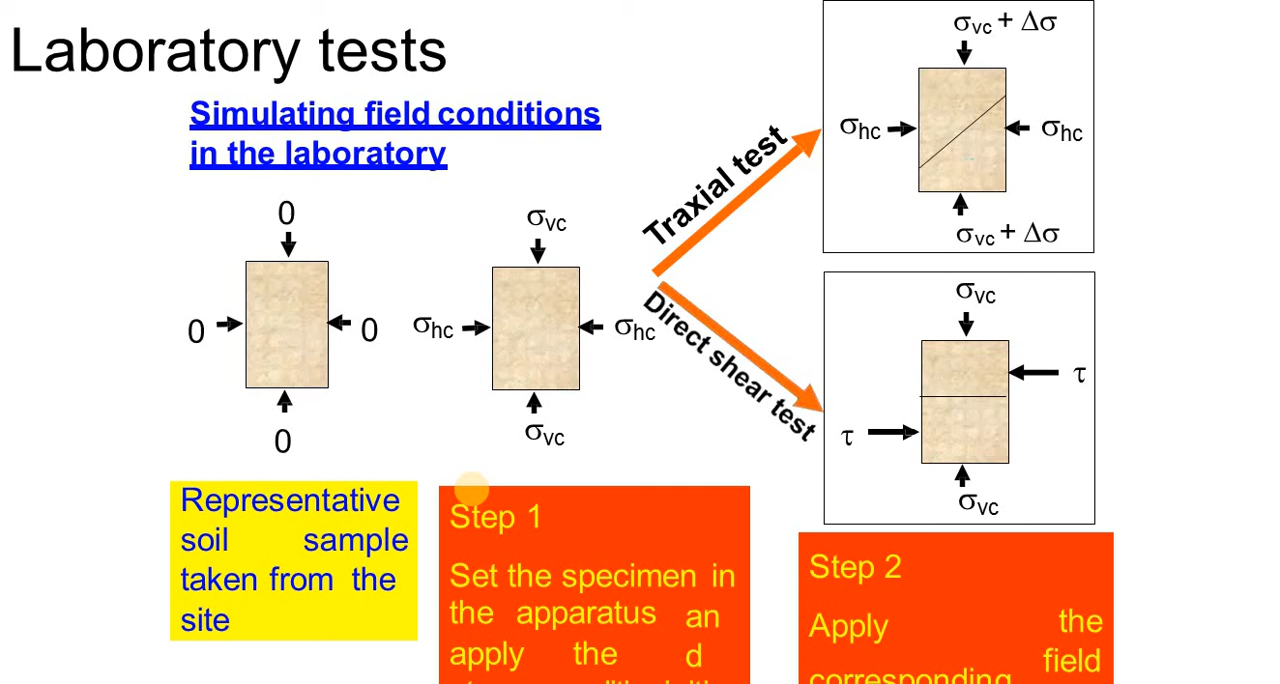 Laboratory tests
Simulating field conditions
in the laboratory
0
0
0
0
σvc
σhc
σhc
σvc
Traxial test
Direct shear test
σvc + Δσ
σhc
σhc
σvc + Δσ
σvc
τ
τ
σvc
Representative
soil sample
taken from the
site
Step 1
Set the specimen in
the apparatus an
apply the d
Step 2
Apply the
field
corresponding